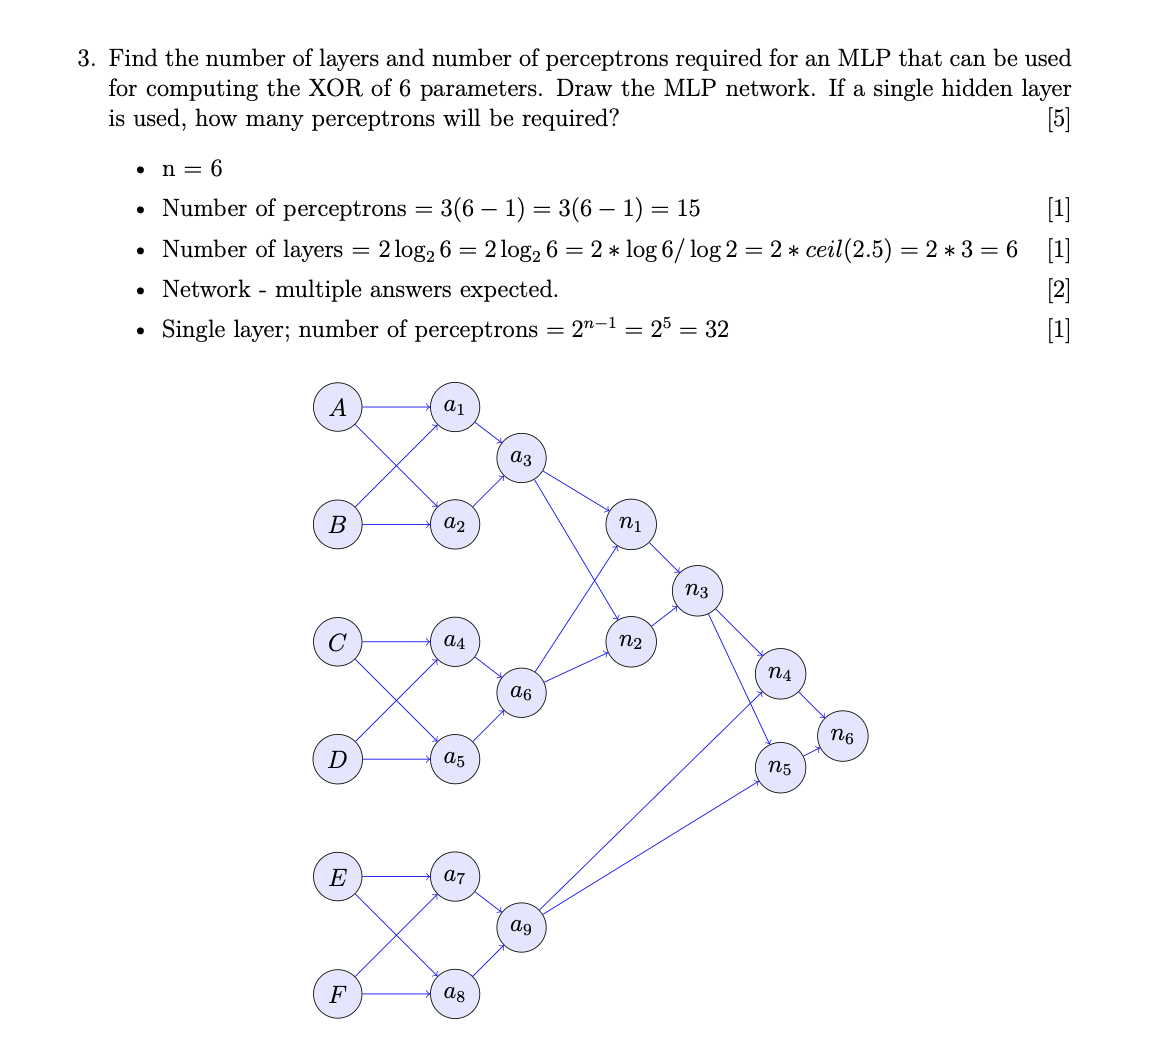 3. Find the number of layers and number of perceptrons required for an MLP that can be used
for computing the XOR of 6 parameters. Draw the MLP network. If a single hidden layer
is used, how many perceptrons will be required? [5]
• n = 6
• Number of perceptrons = 3(6 − 1) = 3(6 − 1) = 15 [1]
• Number of layers = 2 log₂ 6 = 2 log₂ 6 = 2 ∗ log 6/ log 2 = 2 ∗ ceil(2.5) = 2 ∗ 3 = 6 [1]
• Network - multiple answers expected. [2]
• Single layer; number of perceptrons = 2ⁿ⁻¹ = 2⁵ = 32 [1]
A
a₁
a₃
B
a₂
n₁
n₃
C
a₄
n₂
a₆
n₄
D
a₅
n₆
n₅
E
a₇
a₉
F
a₈